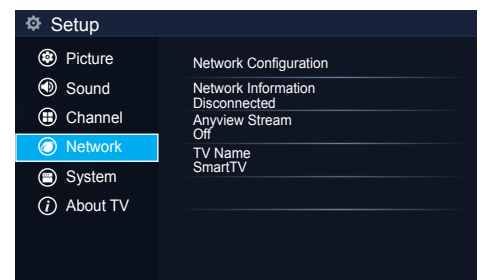 Setup
Picture
Sound
Channel
Network
System
About TV
Network Configuration
Network Information
Disconnected
Anyview Stream
Off
TV Name
SmartTV